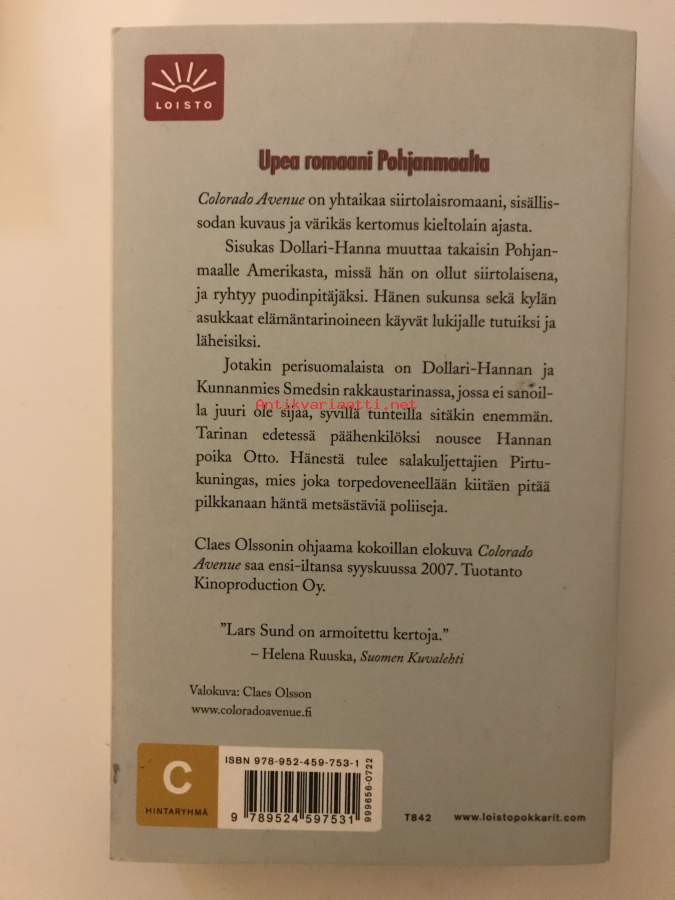 LOISTO
Upea romaani Pohjanmaalta
Colorado Avenue on yhtaikaa siirtolaisromaani, sisällis-
sodan kuvaus ja värikäs kertomus kieltolain ajasta.
Sisukas Dollari-Hanna muuttaa takaisin Pohjan-
maalle Amerikasta, missä hän on ollut siirtolaisena,
ja ryhtyy puodinpitäjäksi. Hänen sukunsa sekä kylän
asukkaat elämäntarinoineen käyvät lukijalle tutuiksi ja
läheisiksi.
Jotakin perisuomalaista on Dollari-Hannan ja
Kunnanmies Smedsin rakkaustarinassa, jossa ei sanoil-
Antikvariaatti.net
la juuri ole sijaa, syvillä tunteilla sitäkin enemmän.
Tarinan edetessä päähenkilöksi nousee Hannan
poika Otto. Hänestä tulee salakuljettajien Pirtu-
kuningas, mies joka torpedoveneellään kiitäen pitää
pilkkanaan häntä metsästäviä poliiseja.
Claes Olssonin ohjaama kokoillan elokuva Colorado
Avenue saa ensi-iltansa syyskuussa 2007. Tuotanto
Kinoproduction Oy.
”Lars Sund on armoitettu kertoja.”
– Helena Ruuska, Suomen Kuvalehti
Valokuva: Claes Olsson
www.coloradoavenue.fi
C
HINTARYHMÄ
ISBN 978-952-459-753-1
9 789524 597531
999656-0722
T842 www.loistopokkarit.com